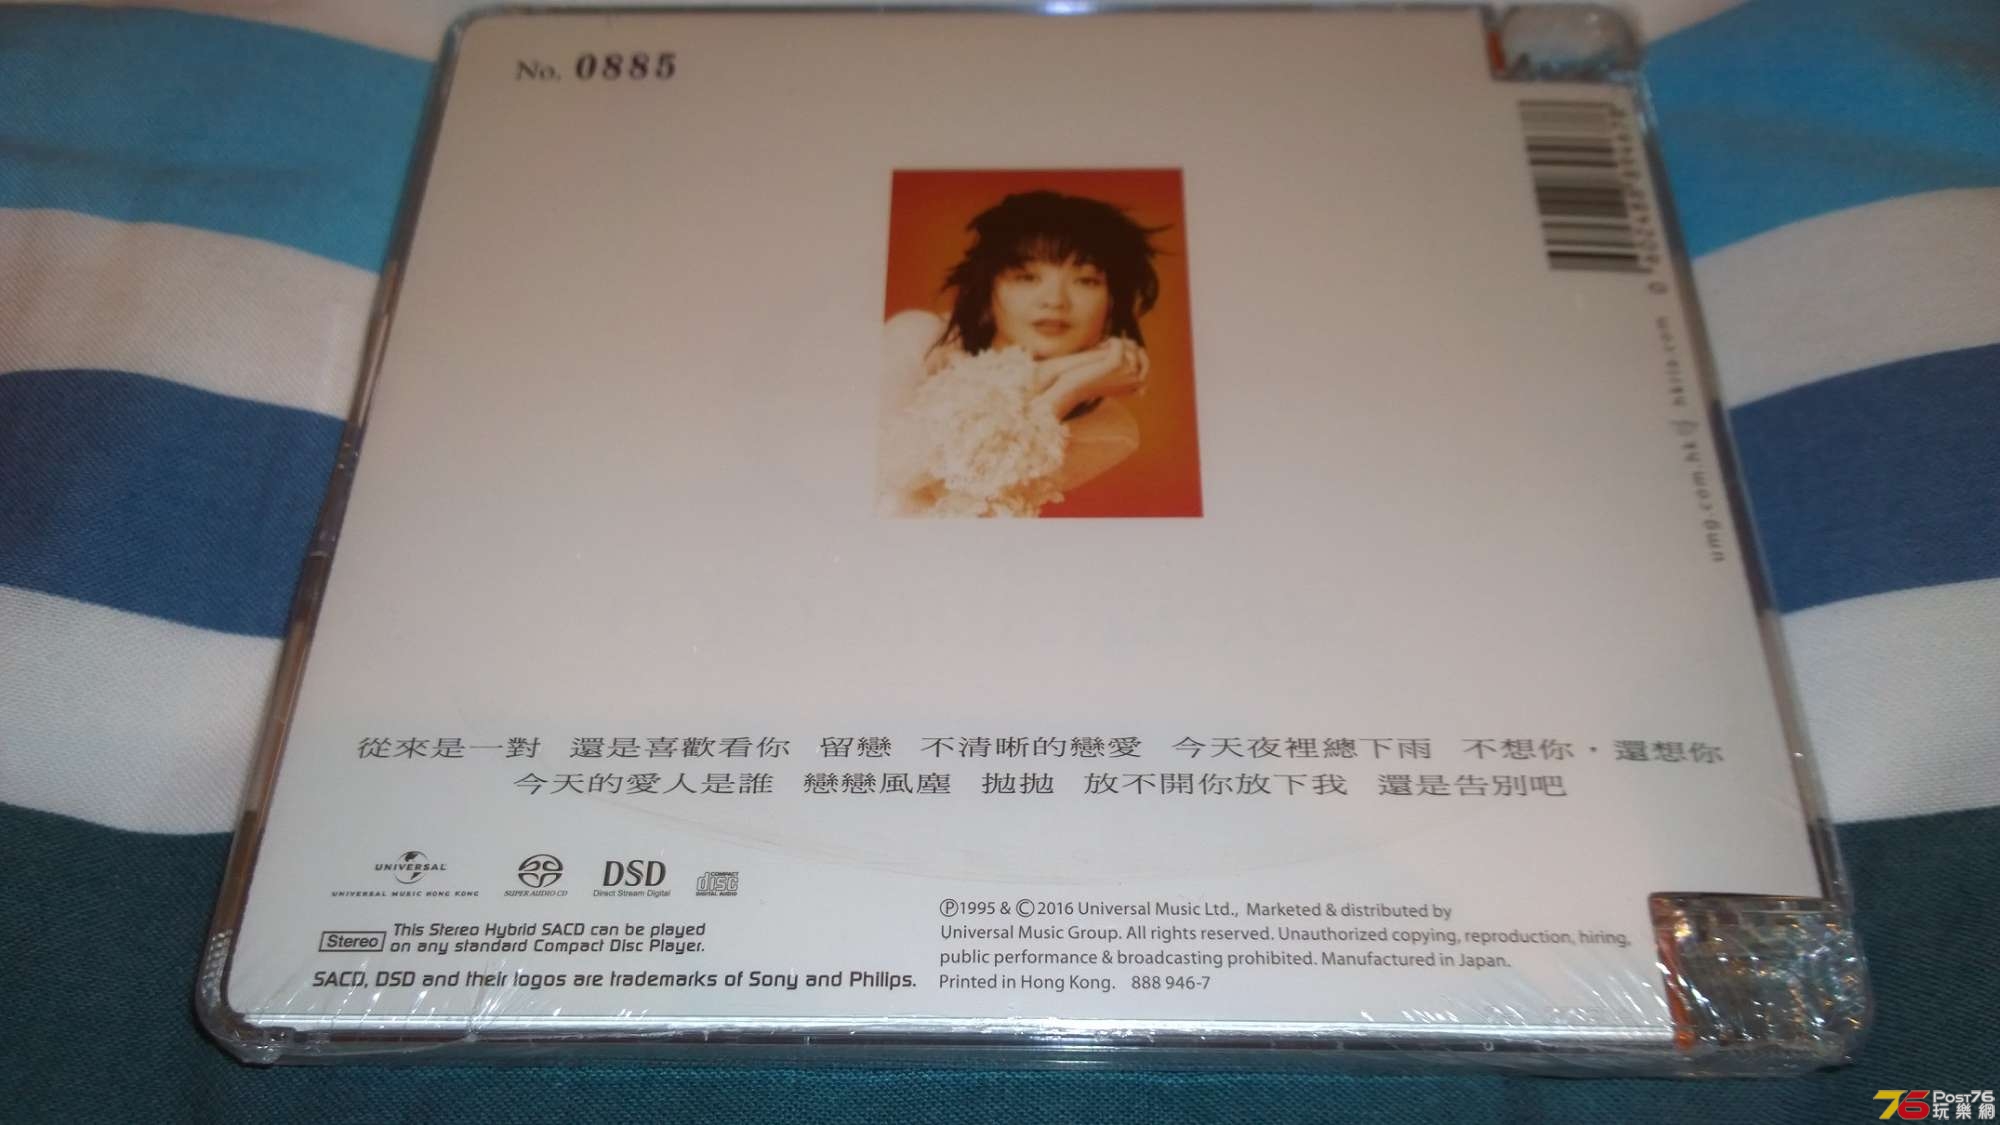 No. 0885
umg.com.hk
從來是一對 還是喜歡看你 留戀 不清晰的戀愛 今天夜裡總下雨 不想你，還想你
今天的愛人是誰 戀戀風塵 拋拋 放不開你放下我 還是告別吧
UNIVERSAL
UNIVERSAL MUSIC HONG KONG
SUPER AUDIO CD
DSD
Direct Stream Digital
COMPACT
disc
DIGITAL AUDIO
Stereo
This Stereo Hybrid SACD can be played
on any standard Compact Disc Player.
SACD, DSD and their logos are trademarks of Sony and Philips.
Ⓟ1995 & Ⓒ2016 Universal Music Ltd., Marketed & distributed by
Universal Music Group. All rights reserved. Unauthorized copying, reproduction, hiring,
public performance & broadcasting prohibited. Manufactured in Japan.
Printed in Hong Kong. 888 946-7
76 Post76
玩樂網